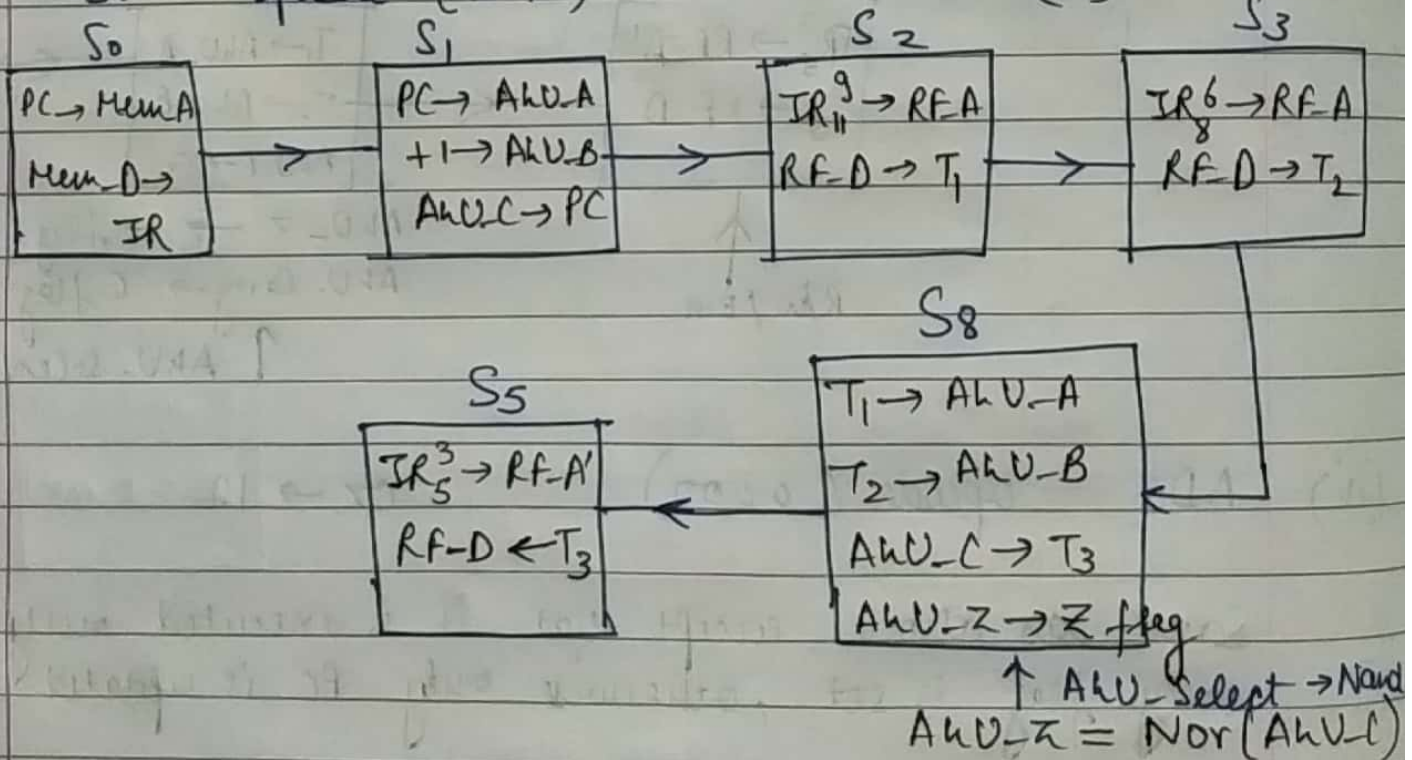 S0
PC → Mem A
Mem_D →
IR
S1
PC → ALU_A
+1 → ALU_B
ALU_C → PC
S2
IR 9 11 → RF_A
RF_D → T1
S3
IR 6 8 → RF_A
RF_D → T2
S8
T1 → ALU_A
T2 → ALU_B
ALU_C → T3
ALU_Z → Z flag
↑ ALU_Select → Nand
ALU_Z = Nor(ALU_C)
S5
IR 3 5 → RF_A'
RF-D ← T3